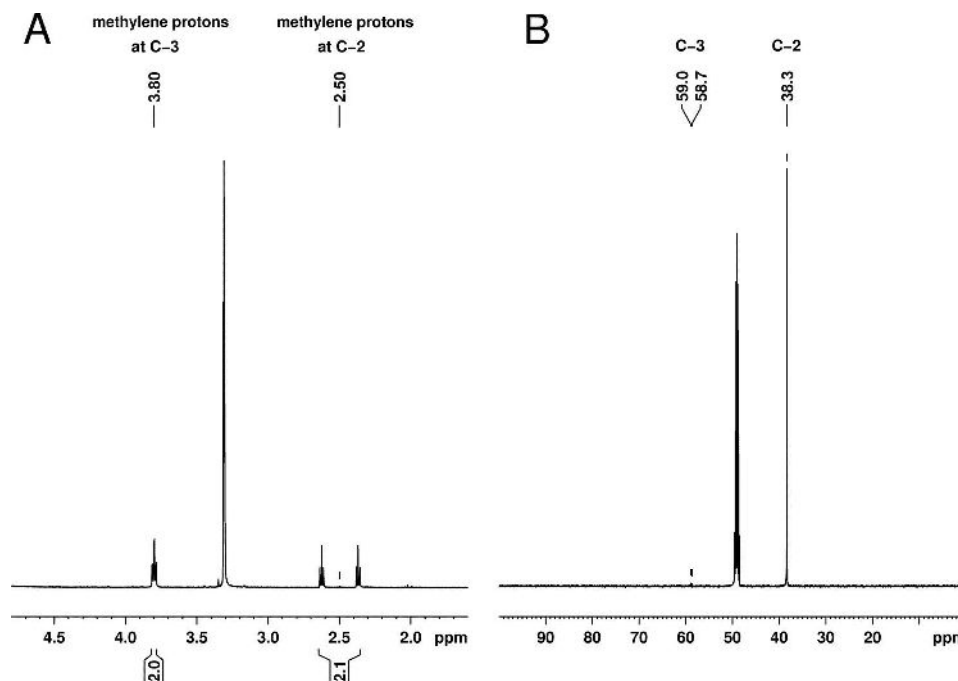 A
methylene protons
at C–3
methylene protons
at C–2
3.80
2.50
4.5 4.0 3.5 3.0 2.5 2.0 ppm
2.0
2.1
B
C–3
C–2
59.0
58.7
38.3
90 80 70 60 50 40 30 20 ppm